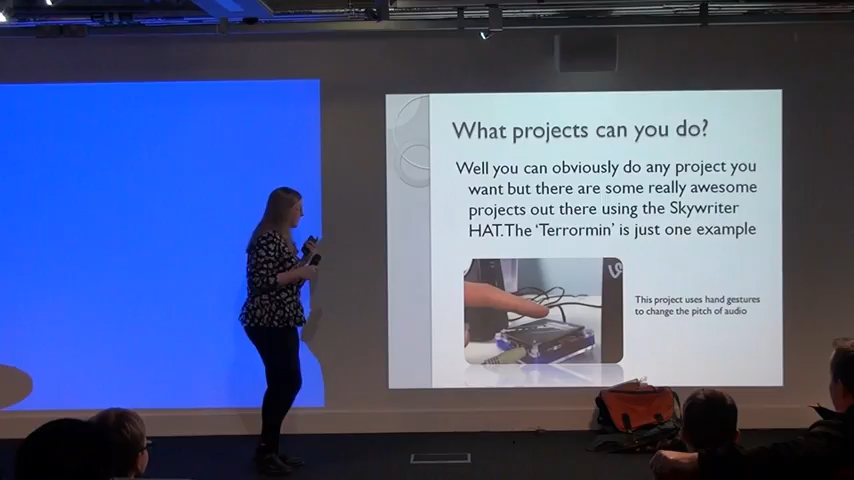 What projects can you do?
Well you can obviously do any project you
want but there are some really awesome
projects out there using the Skywriter
HAT. The 'Terrormin' is just one example
This project uses hand gestures
to change the pitch of audio